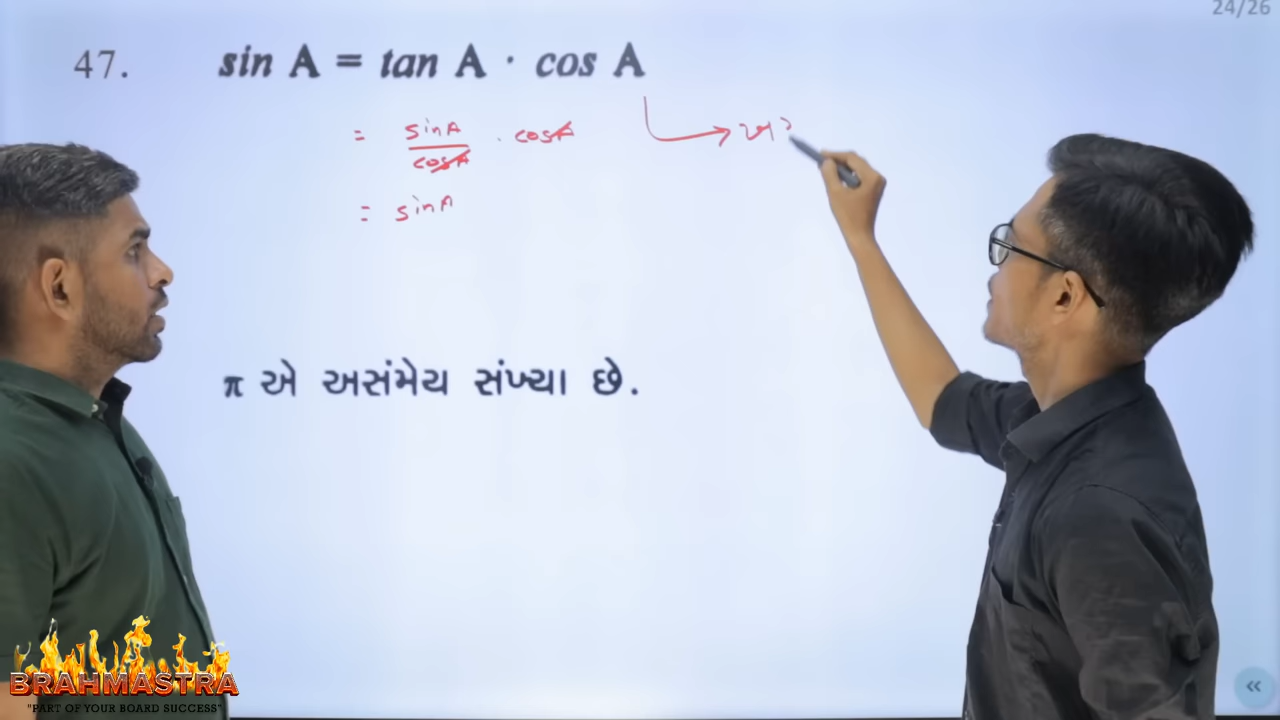 24/26
47. sin A = tan A · cos A
= sinA/cosA . cosA
= sinA
π એ અસંમેય સંખ્યા છે.
BRAHMASTRA
"PART OF YOUR BOARD SUCCESS"